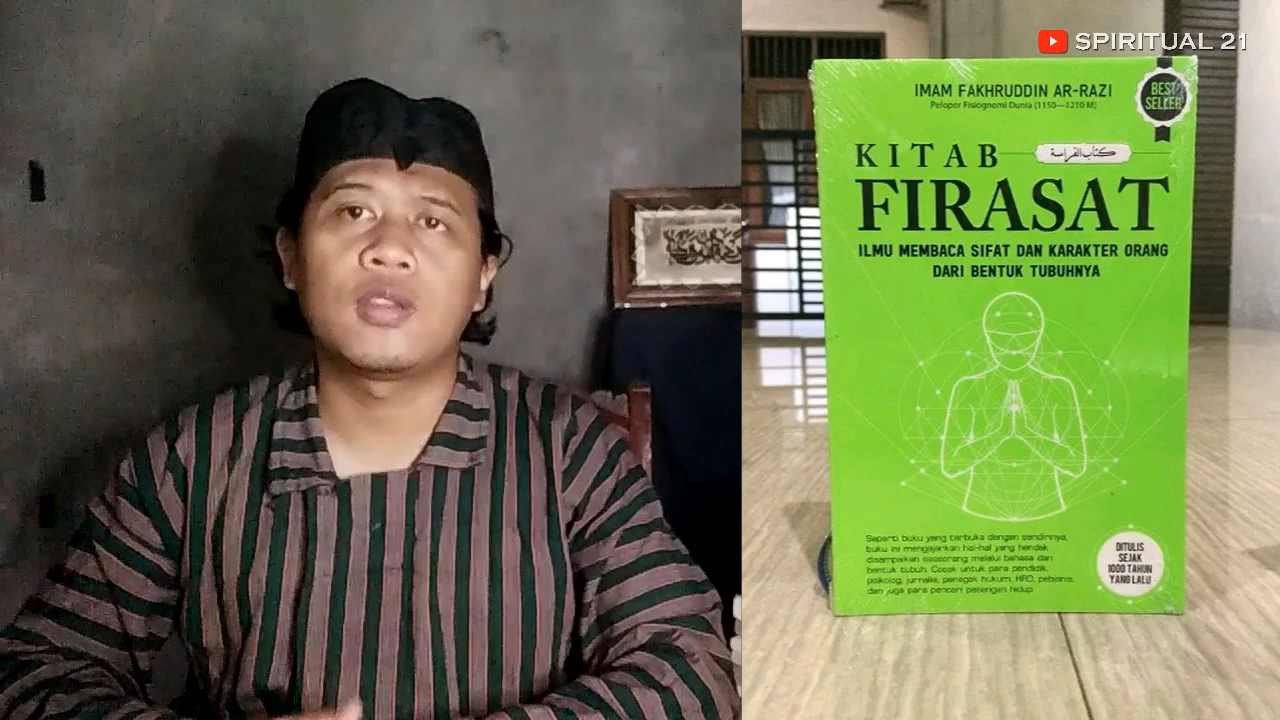 SPIRITUAL 21
IMAM FAKHRUDDIN AR-RAZI
Pelopor Fisiognomi Dunia (1150—1210 M)
BEST
SELLER
KITAB
كتاب الفراسة
FIRASAT
ILMU MEMBACA SIFAT DAN KARAKTER ORANG
DARI BENTUK TUBUHNYA
Seperti buku yang terbuka dengan sendirinya,
buku ini mengajarkan hal-hal yang hendak
disampaikan seseorang melalui bahasa dan
bentuk tubuh. Cocok untuk para pendidik,
psikolog, jurnalis, penegak hukum, HRD, pebisnis,
dan juga para pencari pasangan hidup.
DITULIS
SEJAK
1000 TAHUN
YANG LALU